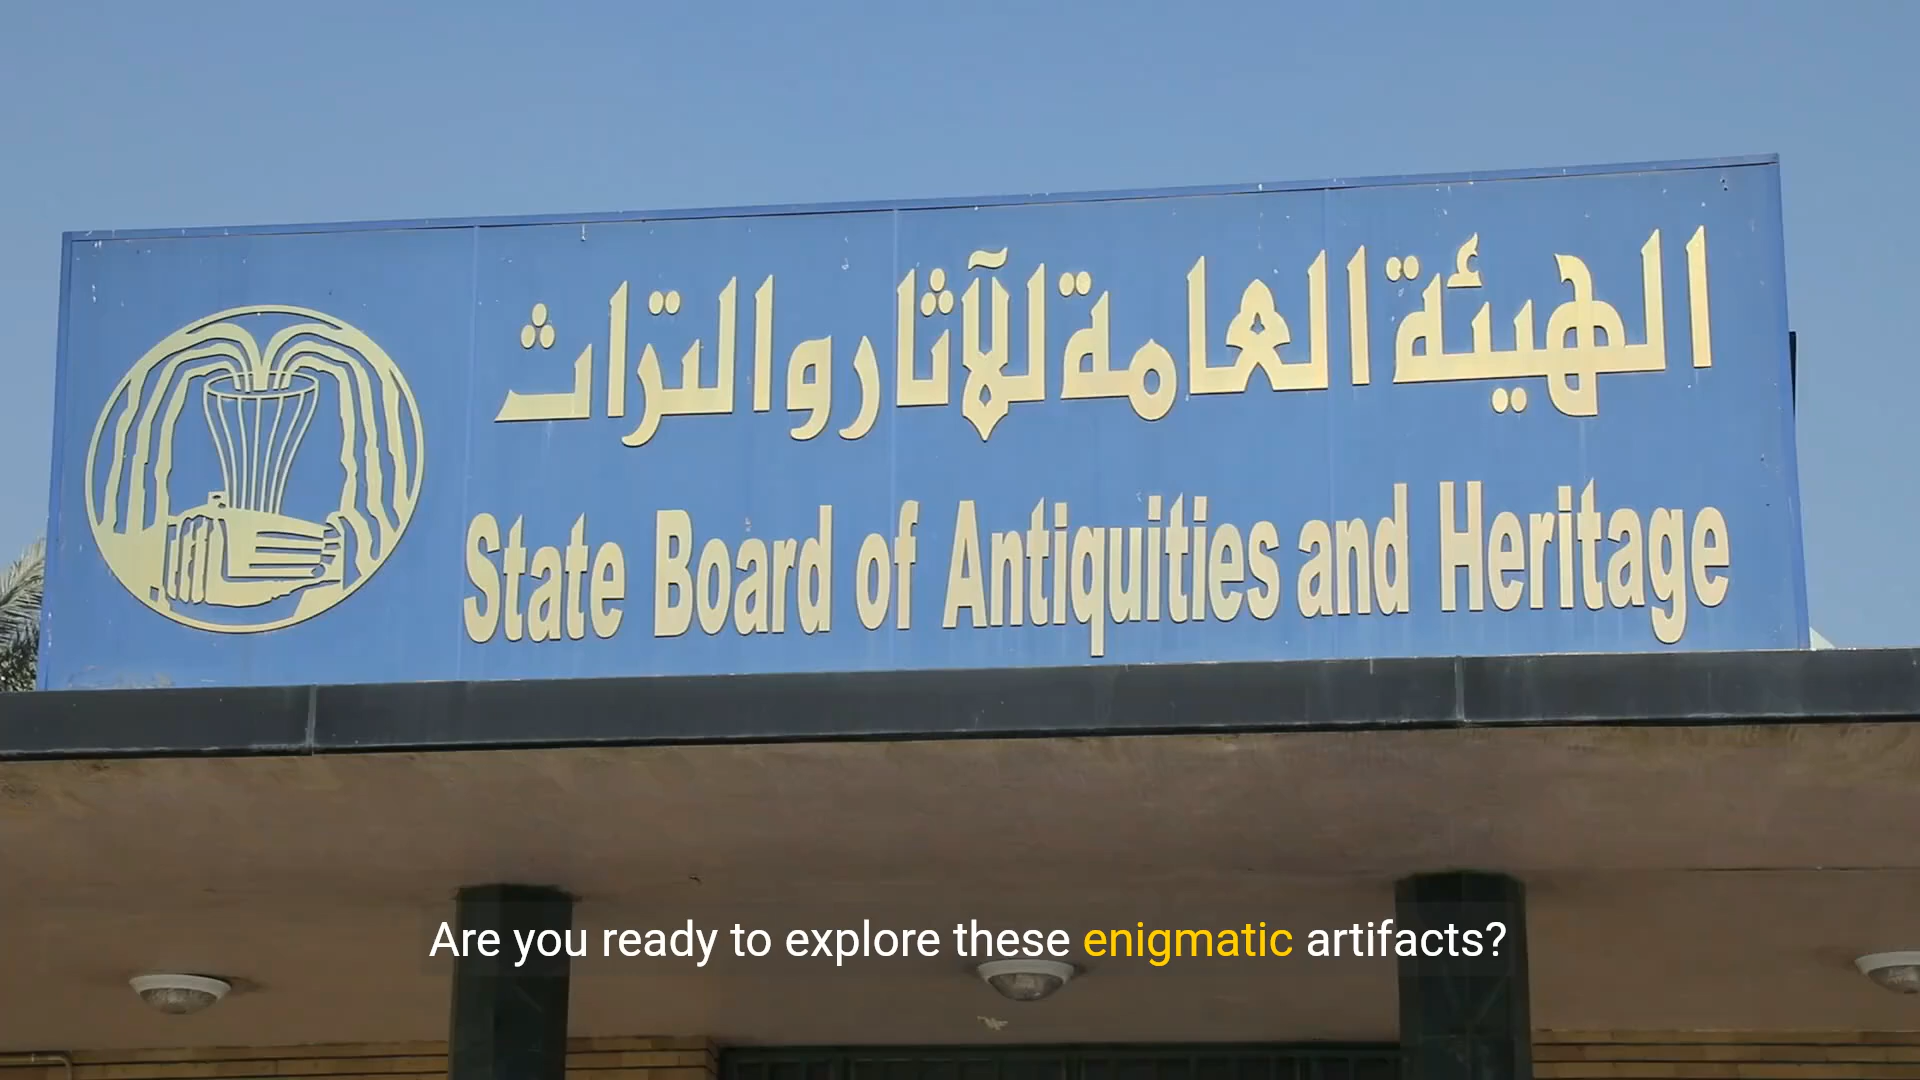 الهيئة العامة للآثار والتراث
State Board of Antiquities and Heritage
Are you ready to explore these enigmatic artifacts?